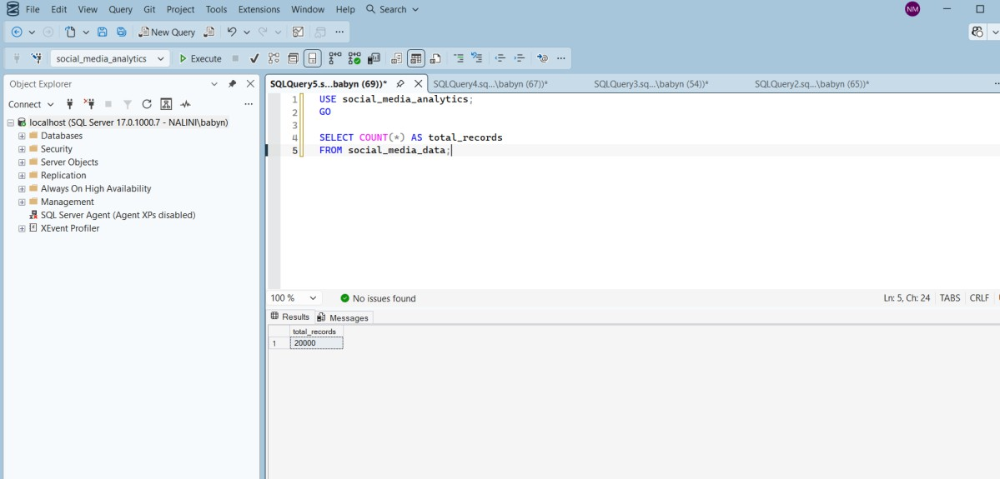 File Edit View Query Git Project Tools Extensions Window Help Search NM
New Query
social_media_analytics Execute
Object Explorer
Connect
localhost (SQL Server 17.0.1000.7 - NALINI\babyn)
Databases
Security
Server Objects
Replication
Always On High Availability
Management
SQL Server Agent (Agent XPs disabled)
XEvent Profiler
SQLQuery5.s...babyn (69))* SQLQuery4.sq...\babyn (67))* SQLQuery3.sq...\babyn (54))* SQLQuery2.sq...\babyn (65))*
1 USE social_media_analytics;
2 GO
3
4 SELECT COUNT(*) AS total_records
5 FROM social_media_data;
100 % No issues found Ln: 5, Ch: 24 TABS CRLF
Results Messages
total_records
1 20000